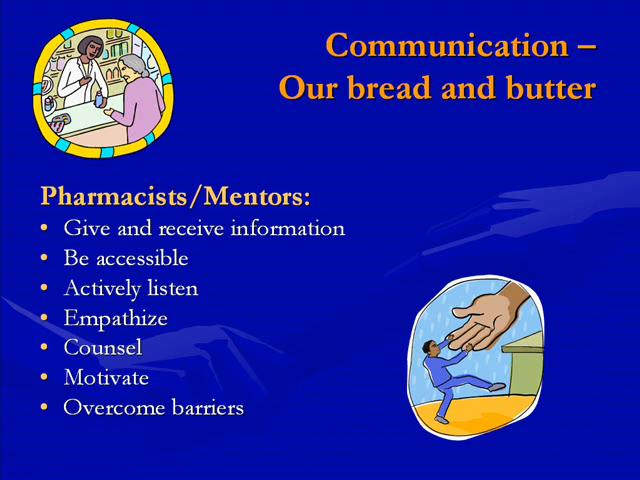 Communication –
Our bread and butter
Pharmacists/Mentors:
• Give and receive information
• Be accessible
• Actively listen
• Empathize
• Counsel
• Motivate
• Overcome barriers